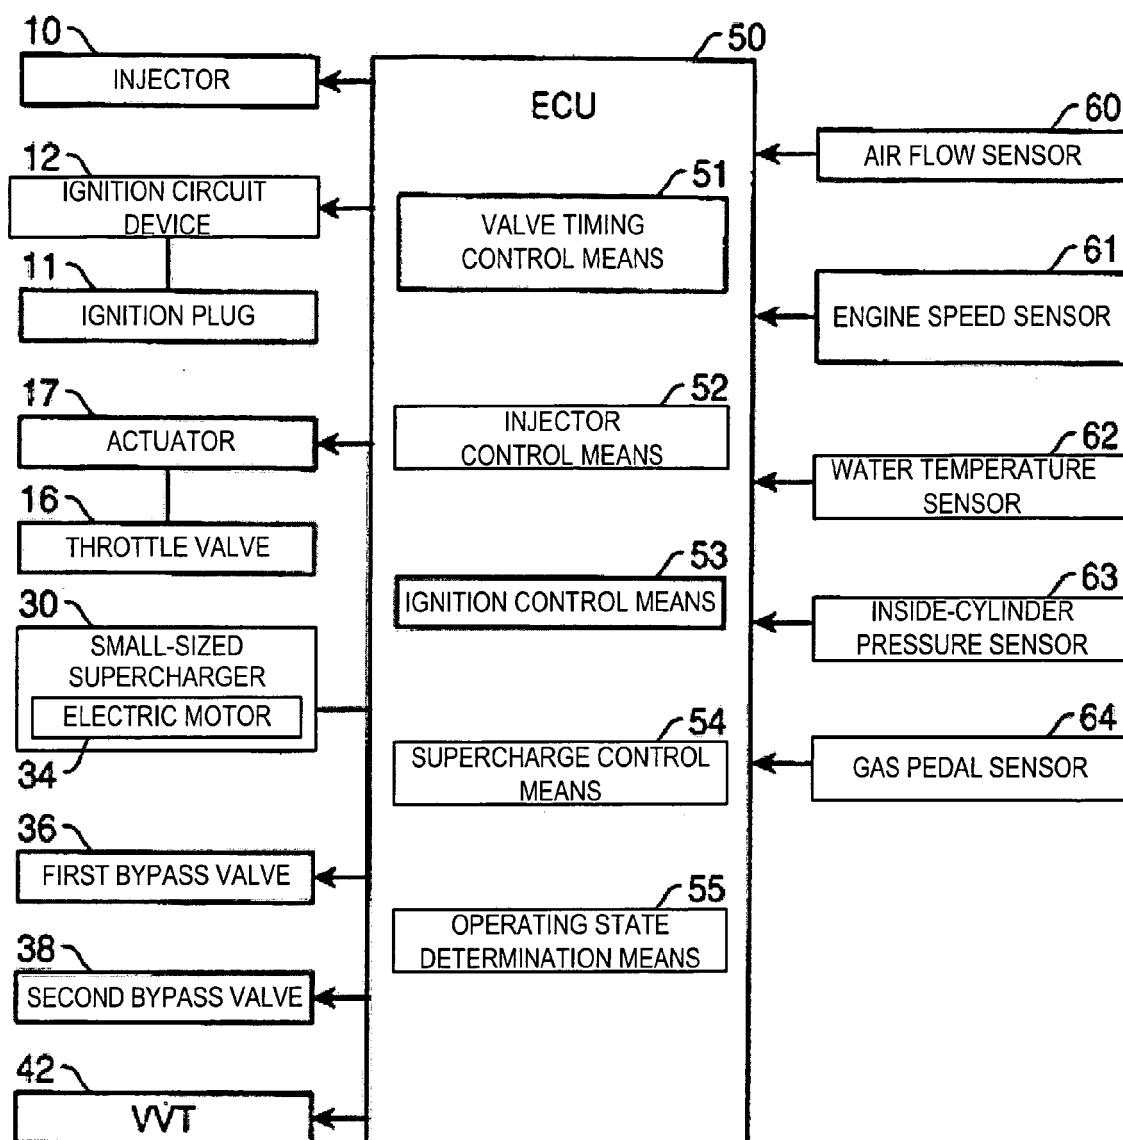 10
INJECTOR
12
IGNITION CIRCUIT
DEVICE
11
IGNITION PLUG
17
ACTUATOR
16
THROTTLE VALVE
30
SMALL-SIZED
SUPERCHARGER
ELECTRIC MOTOR
34
36
FIRST BYPASS VALVE
38
SECOND BYPASS VALVE
42
VVT
50
ECU
51
VALVE TIMING
CONTROL MEANS
52
INJECTOR
CONTROL MEANS
53
IGNITION CONTROL MEANS
54
SUPERCHARGE CONTROL
MEANS
55
OPERATING STATE
DETERMINATION MEANS
60
AIR FLOW SENSOR
61
ENGINE SPEED SENSOR
62
WATER TEMPERATURE
SENSOR
63
INSIDE-CYLINDER
PRESSURE SENSOR
64
GAS PEDAL SENSOR